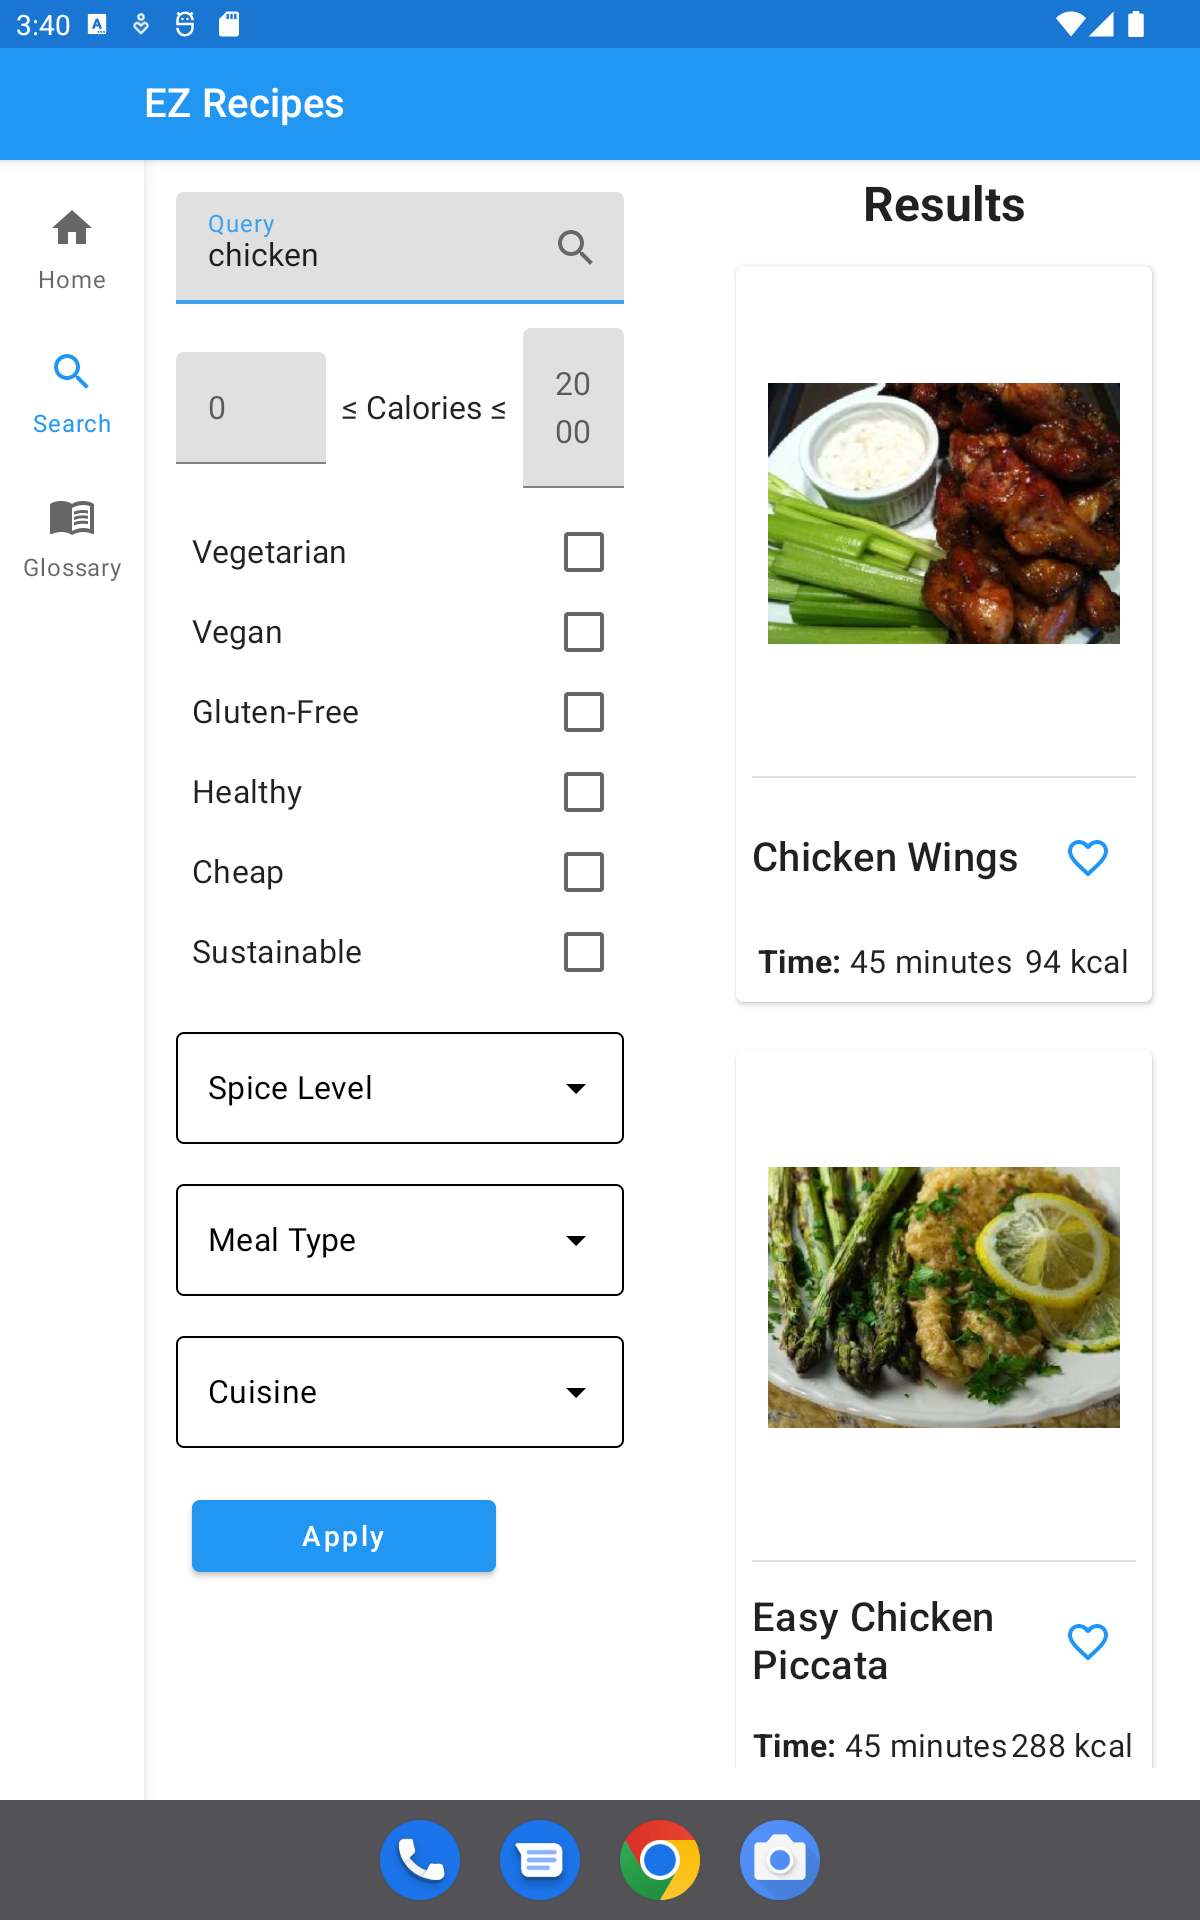 3:40
EZ Recipes
Home
Search
Glossary
Query
chicken
0
≤ Calories ≤
20
00
Vegetarian
Vegan
Gluten-Free
Healthy
Cheap
Sustainable
Spice Level
Meal Type
Cuisine
Apply
Results
Chicken Wings
Time: 45 minutes 94 kcal
Easy Chicken
Piccata
Time: 45 minutes 288 kcal